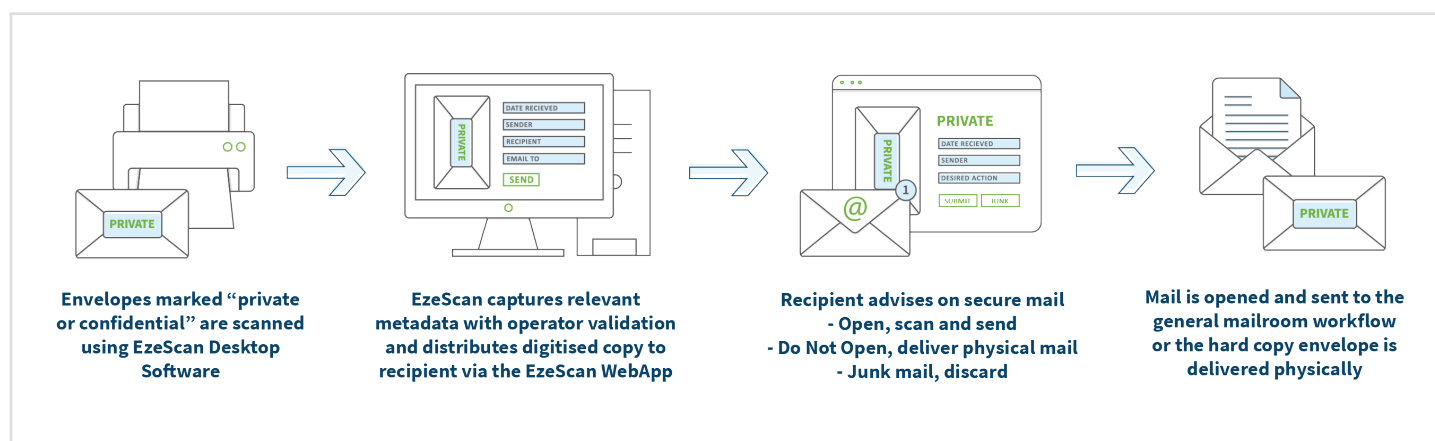 PRIVATE
DATE RECIEVED
SENDER
RECIPIENT
EMAIL TO
SEND
PRIVATE
PRIVATE
DATE RECIEVED
SENDER
DESIRED ACTION
SUBMIT JUNK
PRIVATE
1
@
PRIVATE
Envelopes marked “private
or confidential” are scanned
using EzeScan Desktop
Software
EzeScan captures relevant
metadata with operator validation
and distributes digitised copy to
recipient via the EzeScan WebApp
Recipient advises on secure mail
- Open, scan and send
- Do Not Open, deliver physical mail
- Junk mail, discard
Mail is opened and sent to the
general mailroom workflow
or the hard copy envelope is
delivered physically